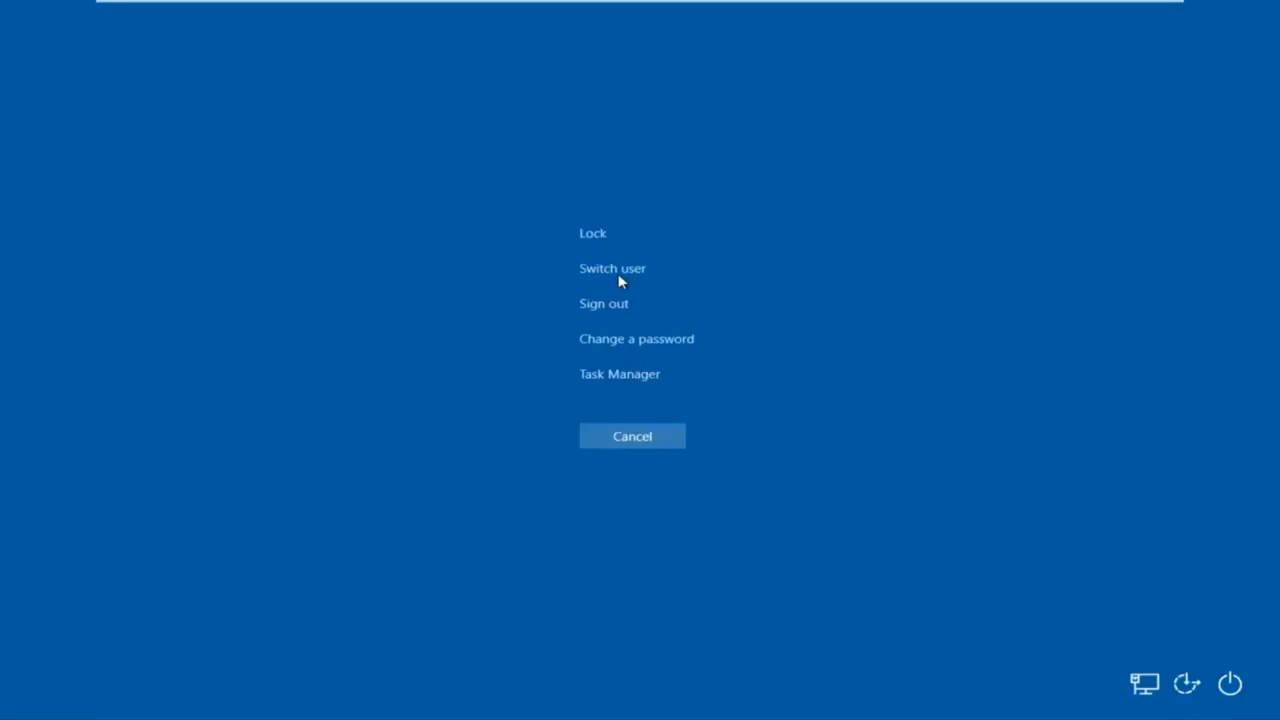 Lock
Switch user
Sign out
Change a password
Task Manager
Cancel